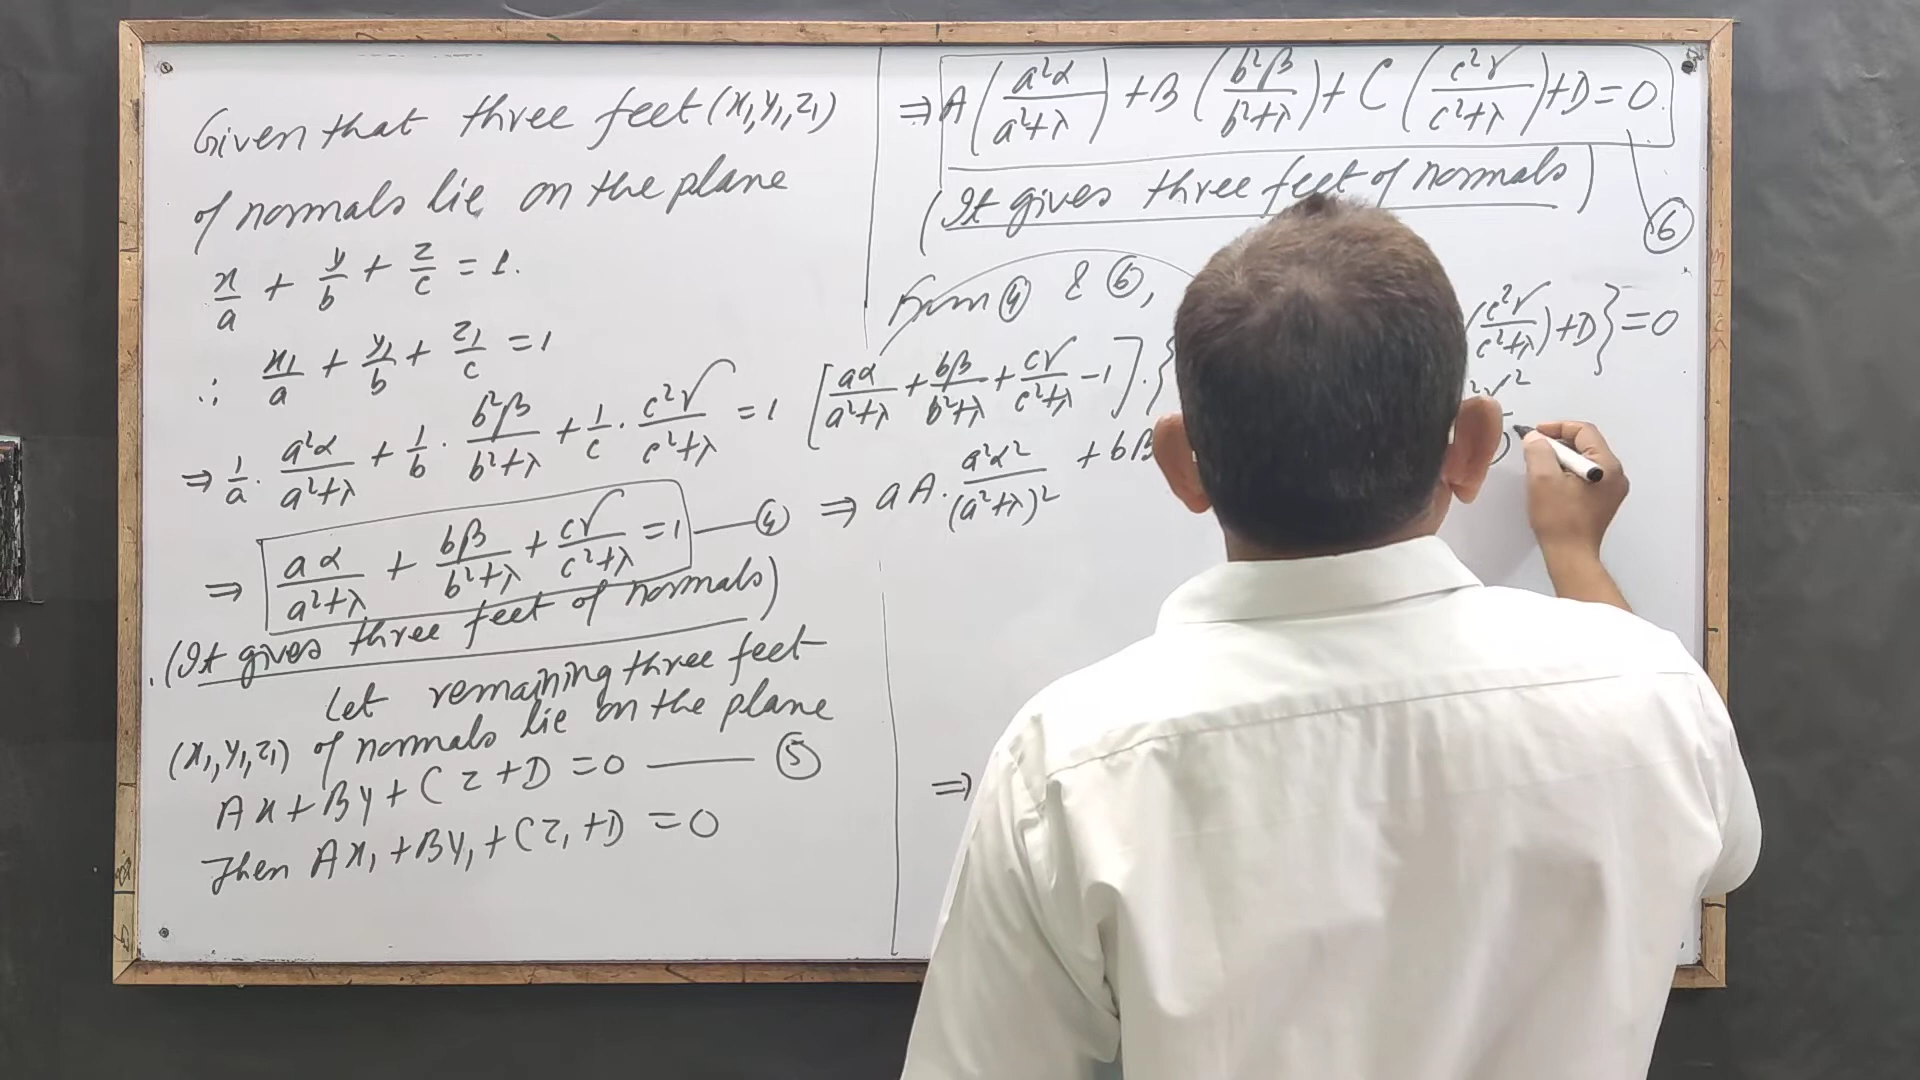 Given that three feet (x₁,y₁,z₁)
of normals lie on the plane
x/a + y/b + z/c = 1.
∴ x₁/a + y₁/b + z₁/c = 1
⇒ 1/a · a²α/(a²+λ) + 1/b · b²β/(b²+λ) + 1/c · c²γ/(c²+λ) = 1
⇒ aα/(a²+λ) + bβ/(b²+λ) + cγ/(c²+λ) = 1 —— ④
(It gives three feet of normals)
Let remaining three feet
(x₁,y₁,z₁) of normals lie on the plane
Ax+By+Cz+D = 0 —— ⑤
Then Ax₁+By₁+Cz₁+D = 0
⇒ A(a²α/(a²+λ)) + B(b²β/(b²+λ)) + C(c²γ/(c²+λ)) + D = 0.
(It gives three feet of normals) ⑥
From ④ & ⑥,
[aα/(a²+λ) + bβ/(b²+λ) + cγ/(c²+λ) − 1].{ (c²γ/(c²+λ)) + D} = 0
⇒ aA. a²α²/(a²+λ)² + bB
⇒